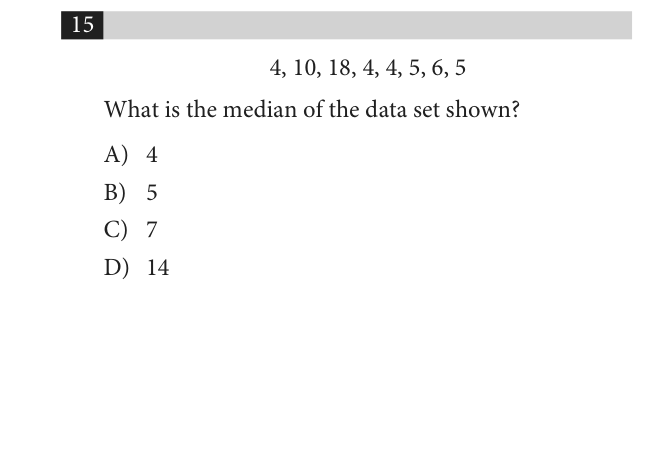 15
4, 10, 18, 4, 4, 5, 6, 5
What is the median of the data set shown?
A) 4
B) 5
C) 7
D) 14